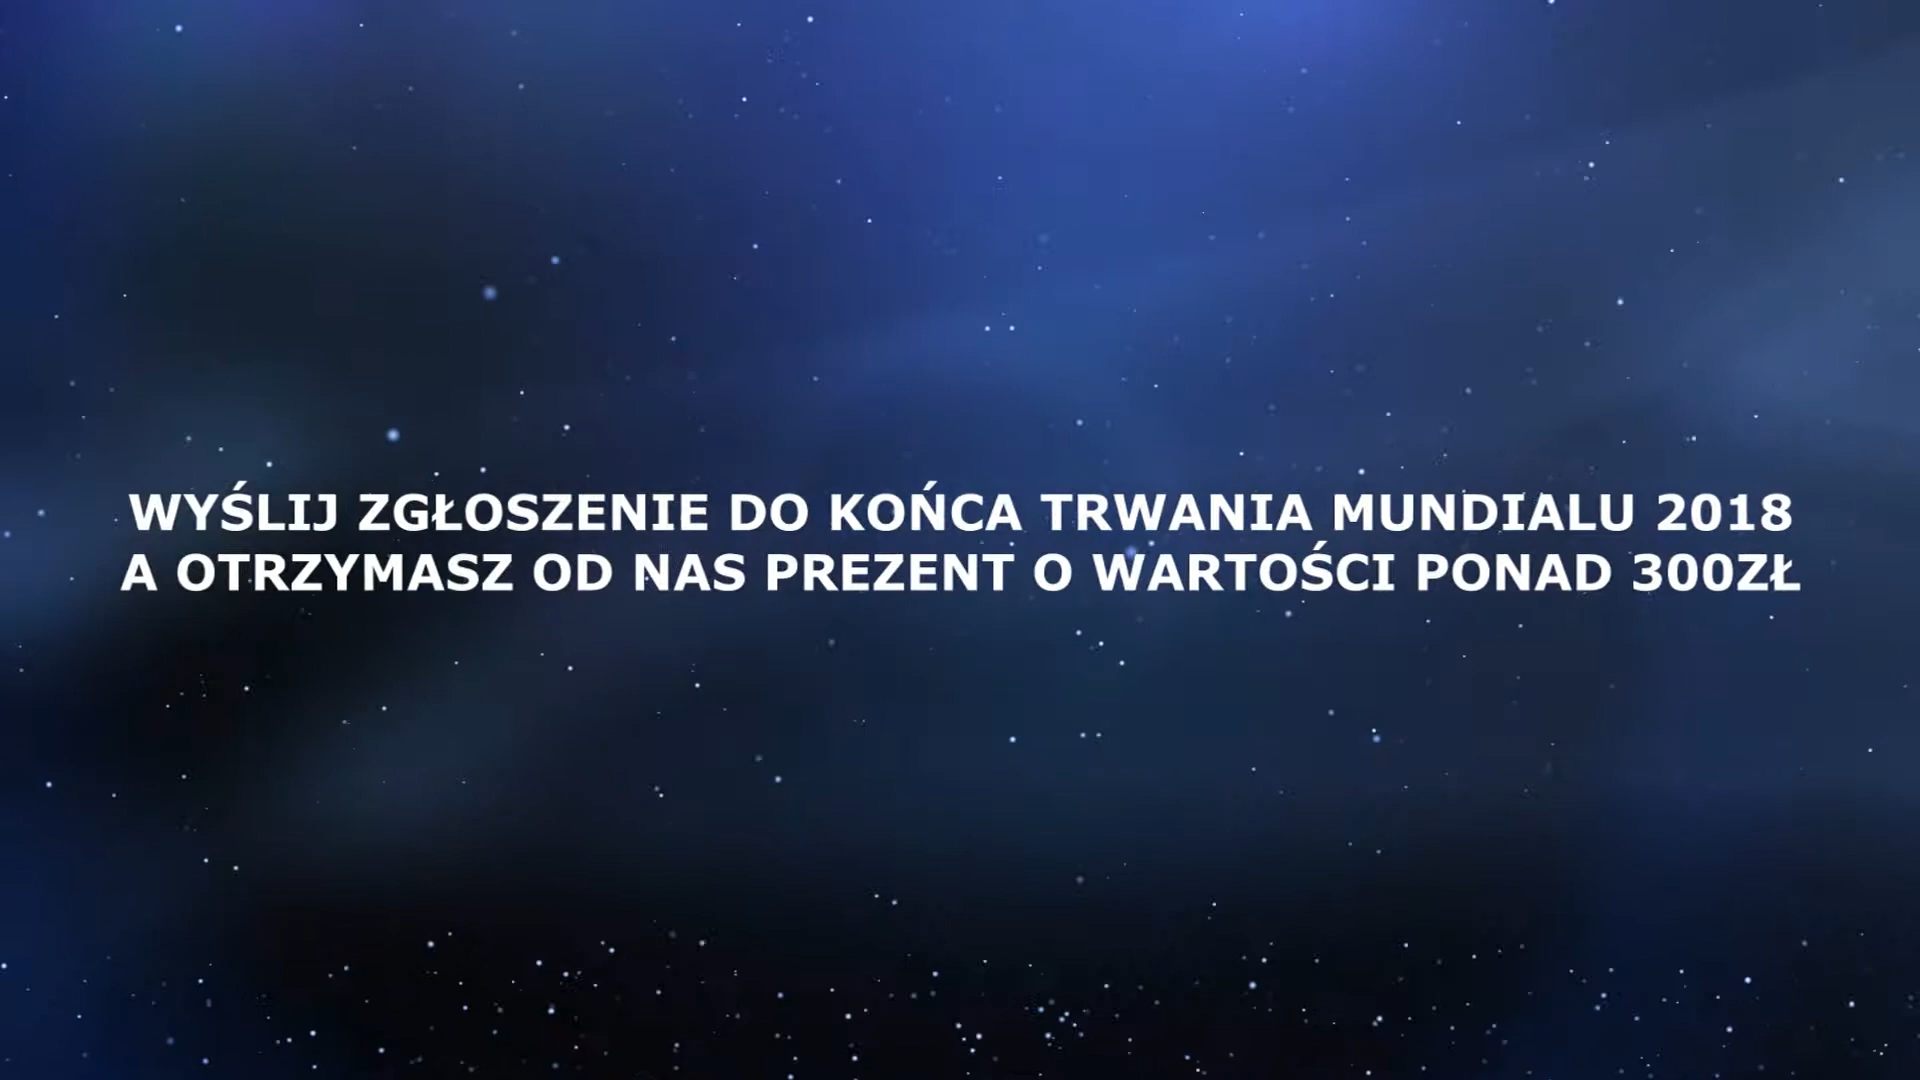 WYŚLIJ ZGŁOSZENIE DO KOŃCA TRWANIA MUNDIALU 2018
A OTRZYMASZ OD NAS PREZENT O WARTOŚCI PONAD 300ZŁ